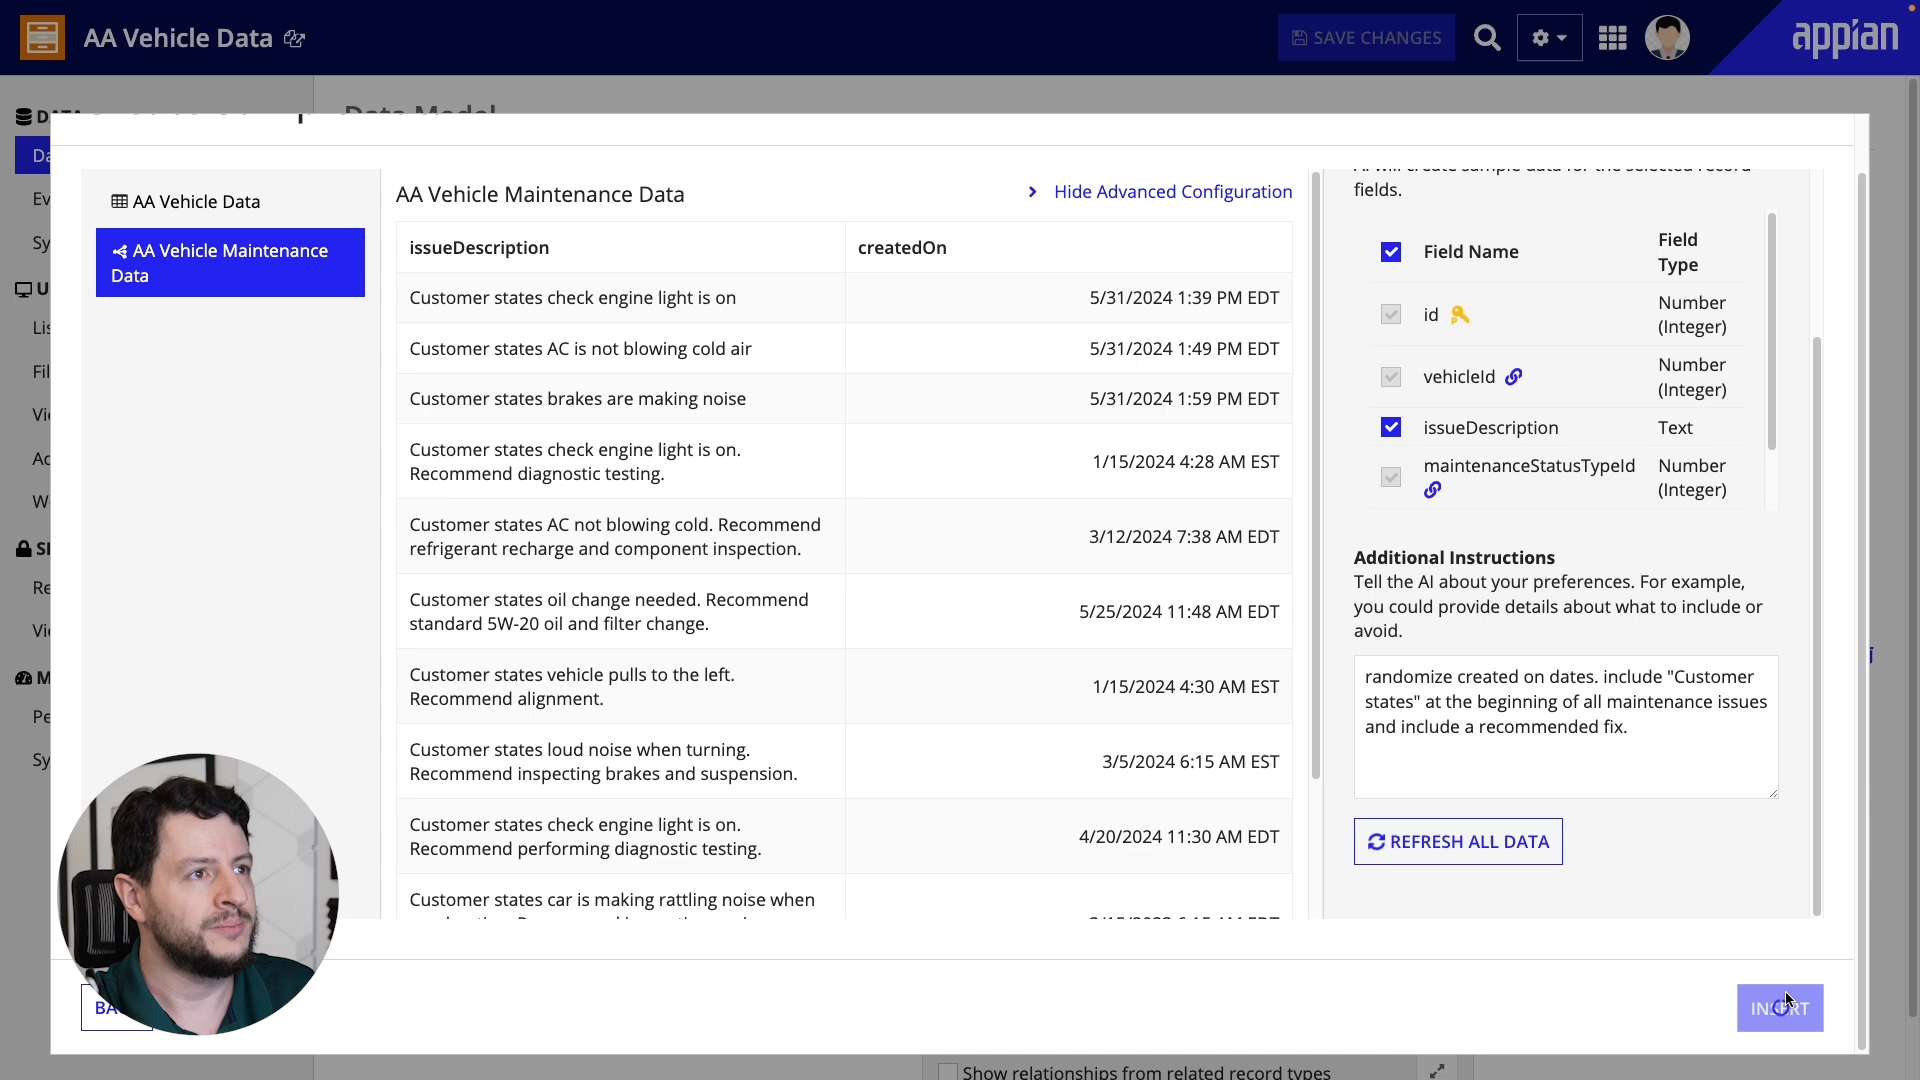 AA Vehicle Data
SAVE CHANGES
appian
Data Model
AA Vehicle Data
AA Vehicle Maintenance
Data
AA Vehicle Maintenance Data
Hide Advanced Configuration
issueDescription
createdOn
Customer states check engine light is on
5/31/2024 1:39 PM EDT
Customer states AC is not blowing cold air
5/31/2024 1:49 PM EDT
Customer states brakes are making noise
5/31/2024 1:59 PM EDT
Customer states check engine light is on.
Recommend diagnostic testing.
1/15/2024 4:28 AM EST
Customer states AC not blowing cold. Recommend
refrigerant recharge and component inspection.
3/12/2024 7:38 AM EDT
Customer states oil change needed. Recommend
standard 5W-20 oil and filter change.
5/25/2024 11:48 AM EDT
Customer states vehicle pulls to the left.
Recommend alignment.
1/15/2024 4:30 AM EST
Customer states loud noise when turning.
Recommend inspecting brakes and suspension.
3/5/2024 6:15 AM EST
Customer states check engine light is on.
Recommend performing diagnostic testing.
4/20/2024 11:30 AM EDT
Customer states car is making rattling noise when
AI will create sample data for the selected record
fields.
Field Name
Field
Type
id
Number
(Integer)
vehicleId
Number
(Integer)
issueDescription
Text
maintenanceStatusTypeId
Number
(Integer)
Additional Instructions
Tell the AI about your preferences. For example,
you could provide details about what to include or
avoid.
randomize created on dates. include "Customer
states" at the beginning of all maintenance issues
and include a recommended fix.
REFRESH ALL DATA
INSERT
Show relationships from related record types